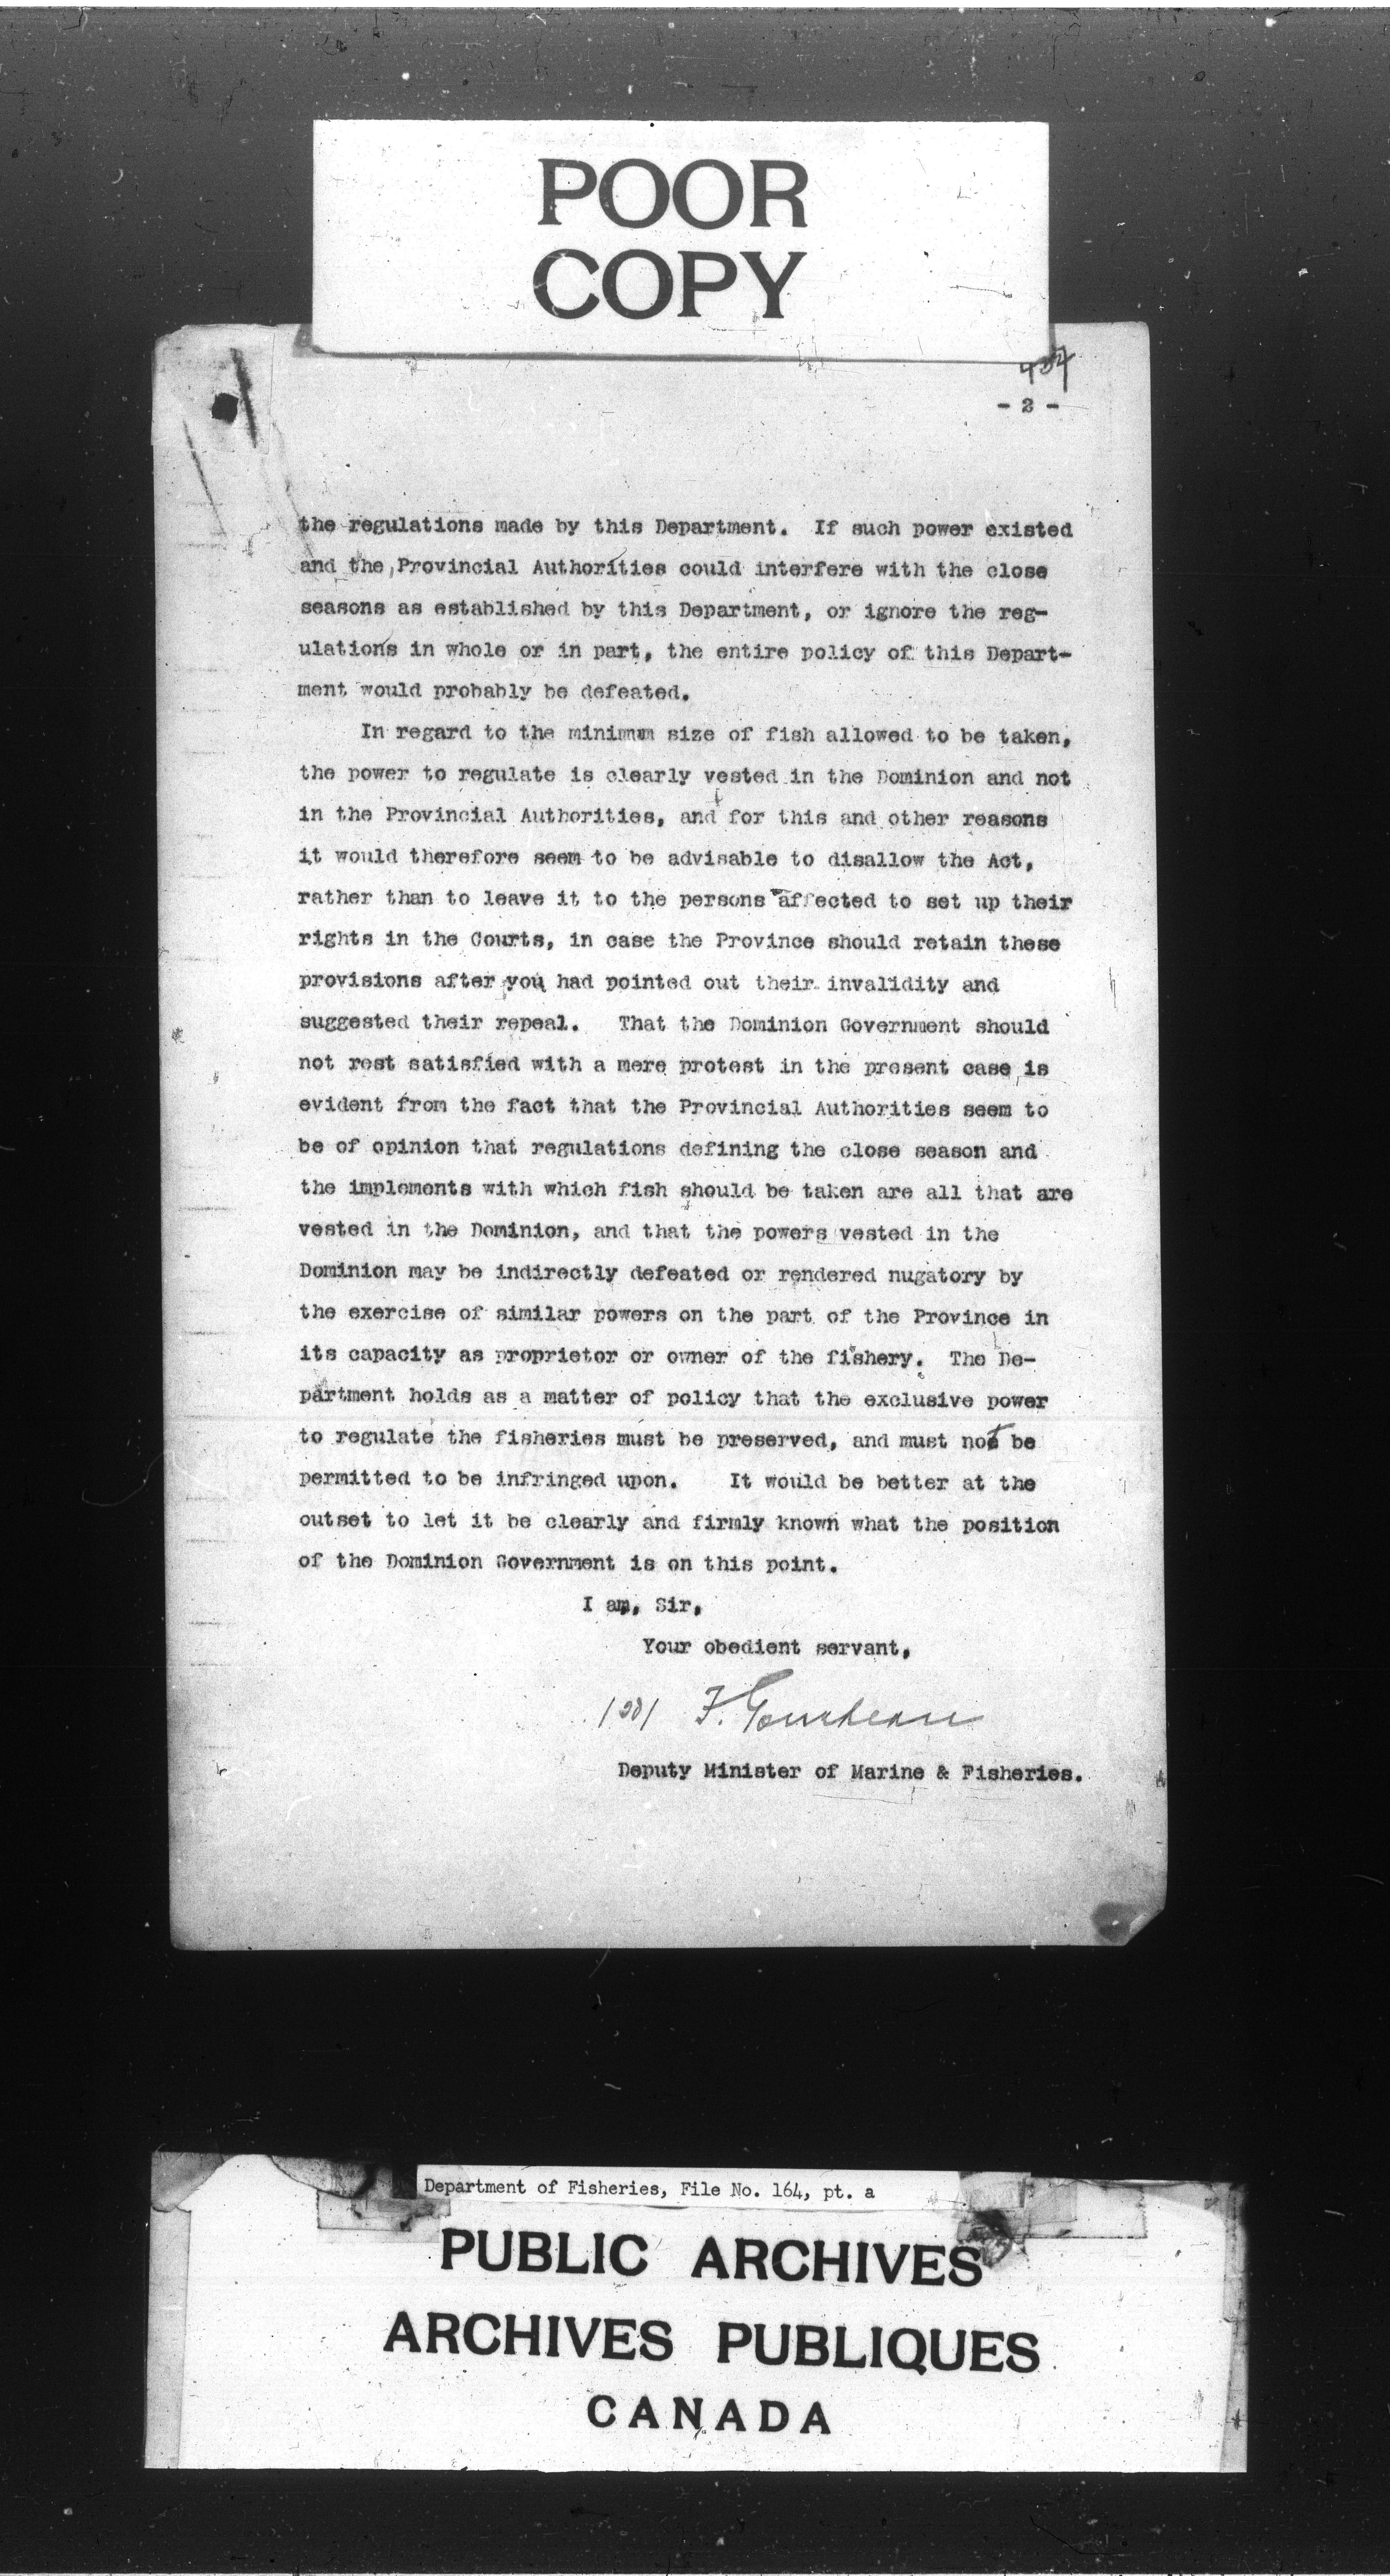 POOR
COPY
- 2 -
the regulations made by this Department. If such power existed
and the Provincial Authorities could interfere with the close
seasons as established by this Department, or ignore the reg-
ulations in whole or in part, the entire policy of this Depart-
ment would probably be defeated.
In regard to the minimum size of fish allowed to be taken,
the power to regulate is clearly vested in the Dominion and not
in the Provincial Authorities, and for this and other reasons
it would therefore seem to be advisable to disallow the Act,
rather than to leave it to the persons affected to set up their
rights in the Courts, in case the Province should retain these
provisions after you had pointed out their invalidity and
suggested their repeal. That the Dominion Government should
not rest satisfied with a mere protest in the present case is
evident from the fact that the Provincial Authorities seem to
be of opinion that regulations defining the close season and
the implements with which fish should be taken are all that are
vested in the Dominion, and that the powers vested in the
Dominion may be indirectly defeated or rendered nugatory by
the exercise of similar powers on the part of the Province in
its capacity as proprietor or owner of the fishery. The De-
partment holds as a matter of policy that the exclusive power
to regulate the fisheries must be preserved, and must not be
permitted to be infringed upon. It would be better at the
outset to let it be clearly and firmly known what the position
of the Dominion Government is on this point.
I am, Sir,
Your obedient servant,
F. Gourdeau
Deputy Minister of Marine & Fisheries.
Department of Fisheries, File No. 164, pt. a
PUBLIC ARCHIVES
ARCHIVES PUBLIQUES
CANADA